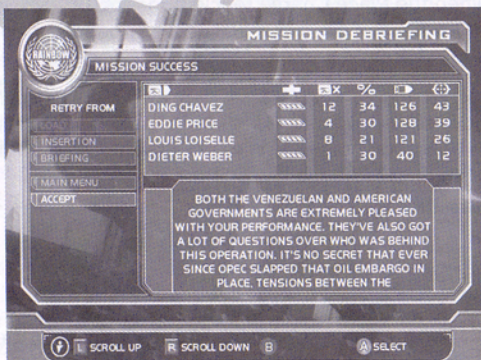 MISSION DEBRIEFING
RAINBOW
MISSION SUCCESS
RETRY FROM
LOAD
INSERTION
BRIEFING
MAIN MENU
ACCEPT
X % 
DING CHAVEZ 12 34 126 43
EDDIE PRICE 4 30 128 39
LOUIS LOISELLE 8 21 121 26
DIETER WEBER 1 30 40 12
BOTH THE VENEZUELAN AND AMERICAN
GOVERNMENTS ARE EXTREMELY PLEASED
WITH YOUR PERFORMANCE. THEY'VE ALSO GOT
A LOT OF QUESTIONS OVER WHO WAS BEHIND
THIS OPERATION. IT'S NO SECRET THAT EVER
SINCE OPEC SLAPPED THAT OIL EMBARGO IN
PLACE, TENSIONS BETWEEN THE
L SCROLL UP R SCROLL DOWN B A SELECT